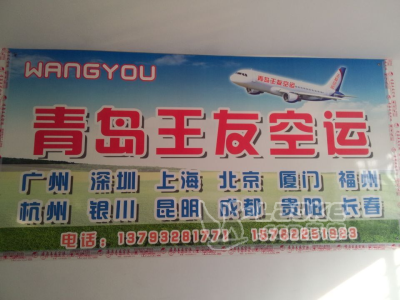 WANGYOU
青岛王友空运
青岛王友空运
广州 深圳 上海 北京 厦门 福州
杭州 银川 昆明 成都 贵阳 长春
电话：13793281777